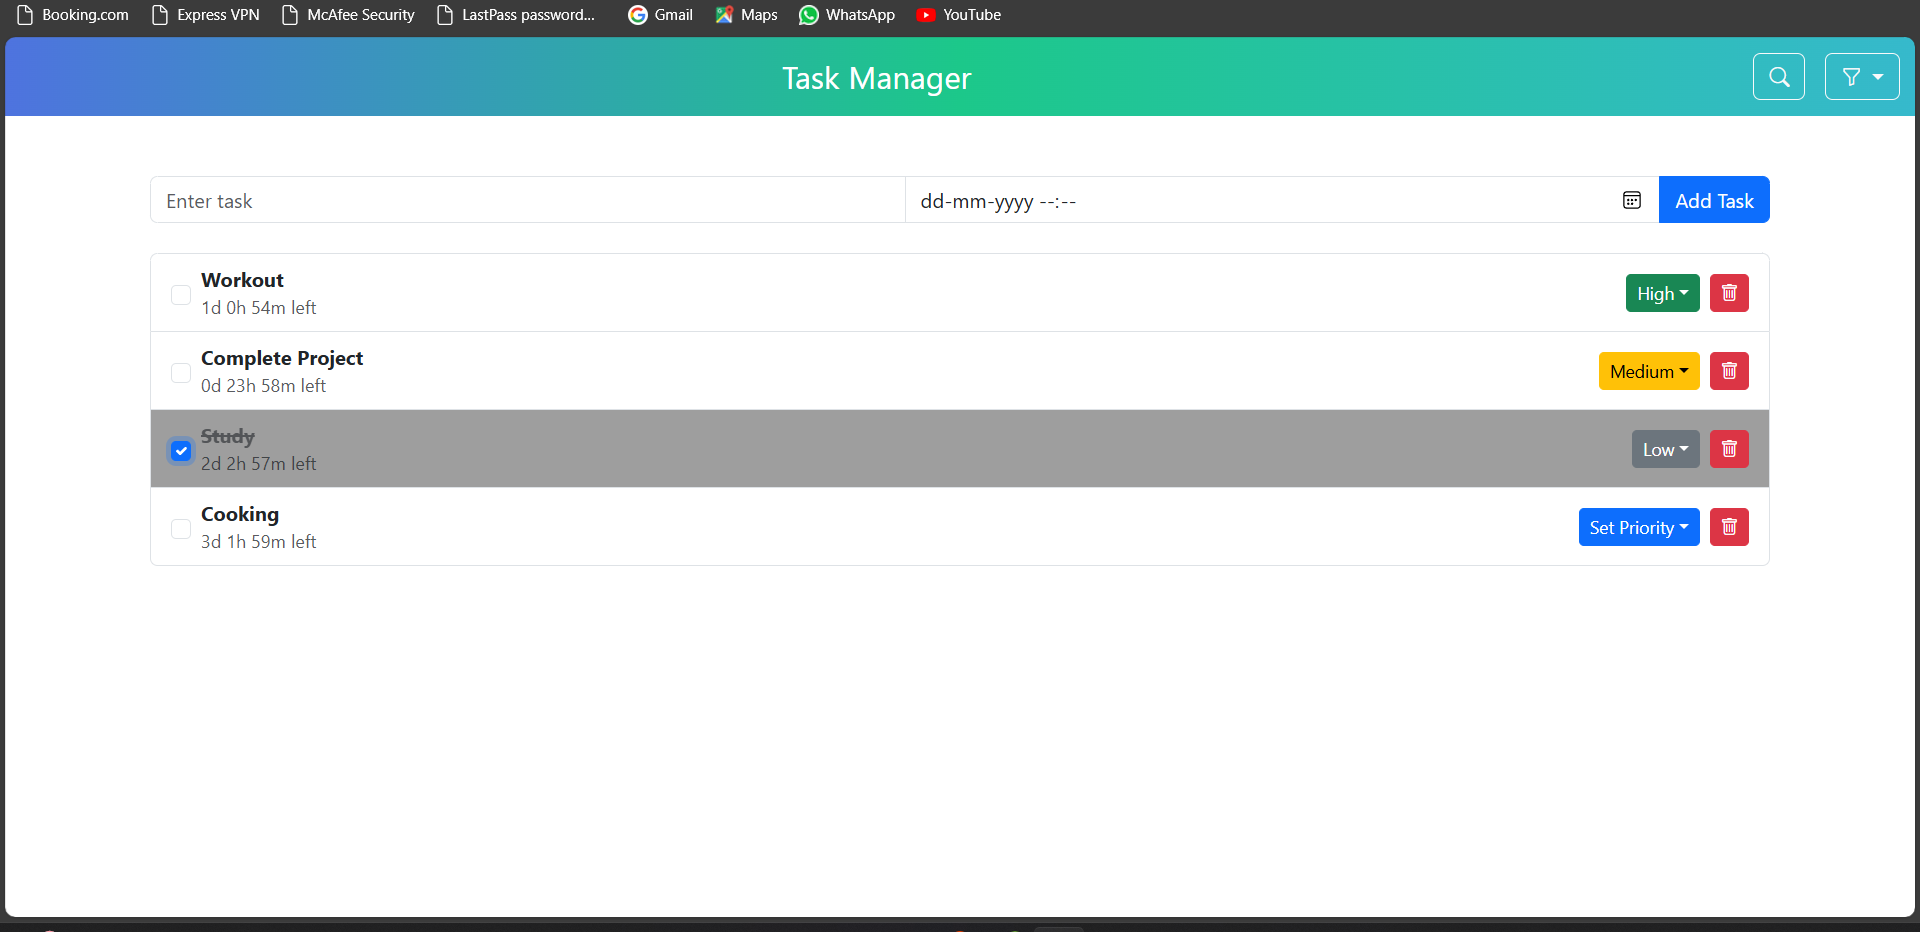 Booking.com Express VPN McAfee Security LastPass password... Gmail Maps WhatsApp YouTube
Task Manager
Enter task dd-mm-yyyy --:-- Add Task
Workout
1d 0h 54m left
High
Complete Project
0d 23h 58m left
Medium
Study
2d 2h 57m left
Low
Cooking
3d 1h 59m left
Set Priority